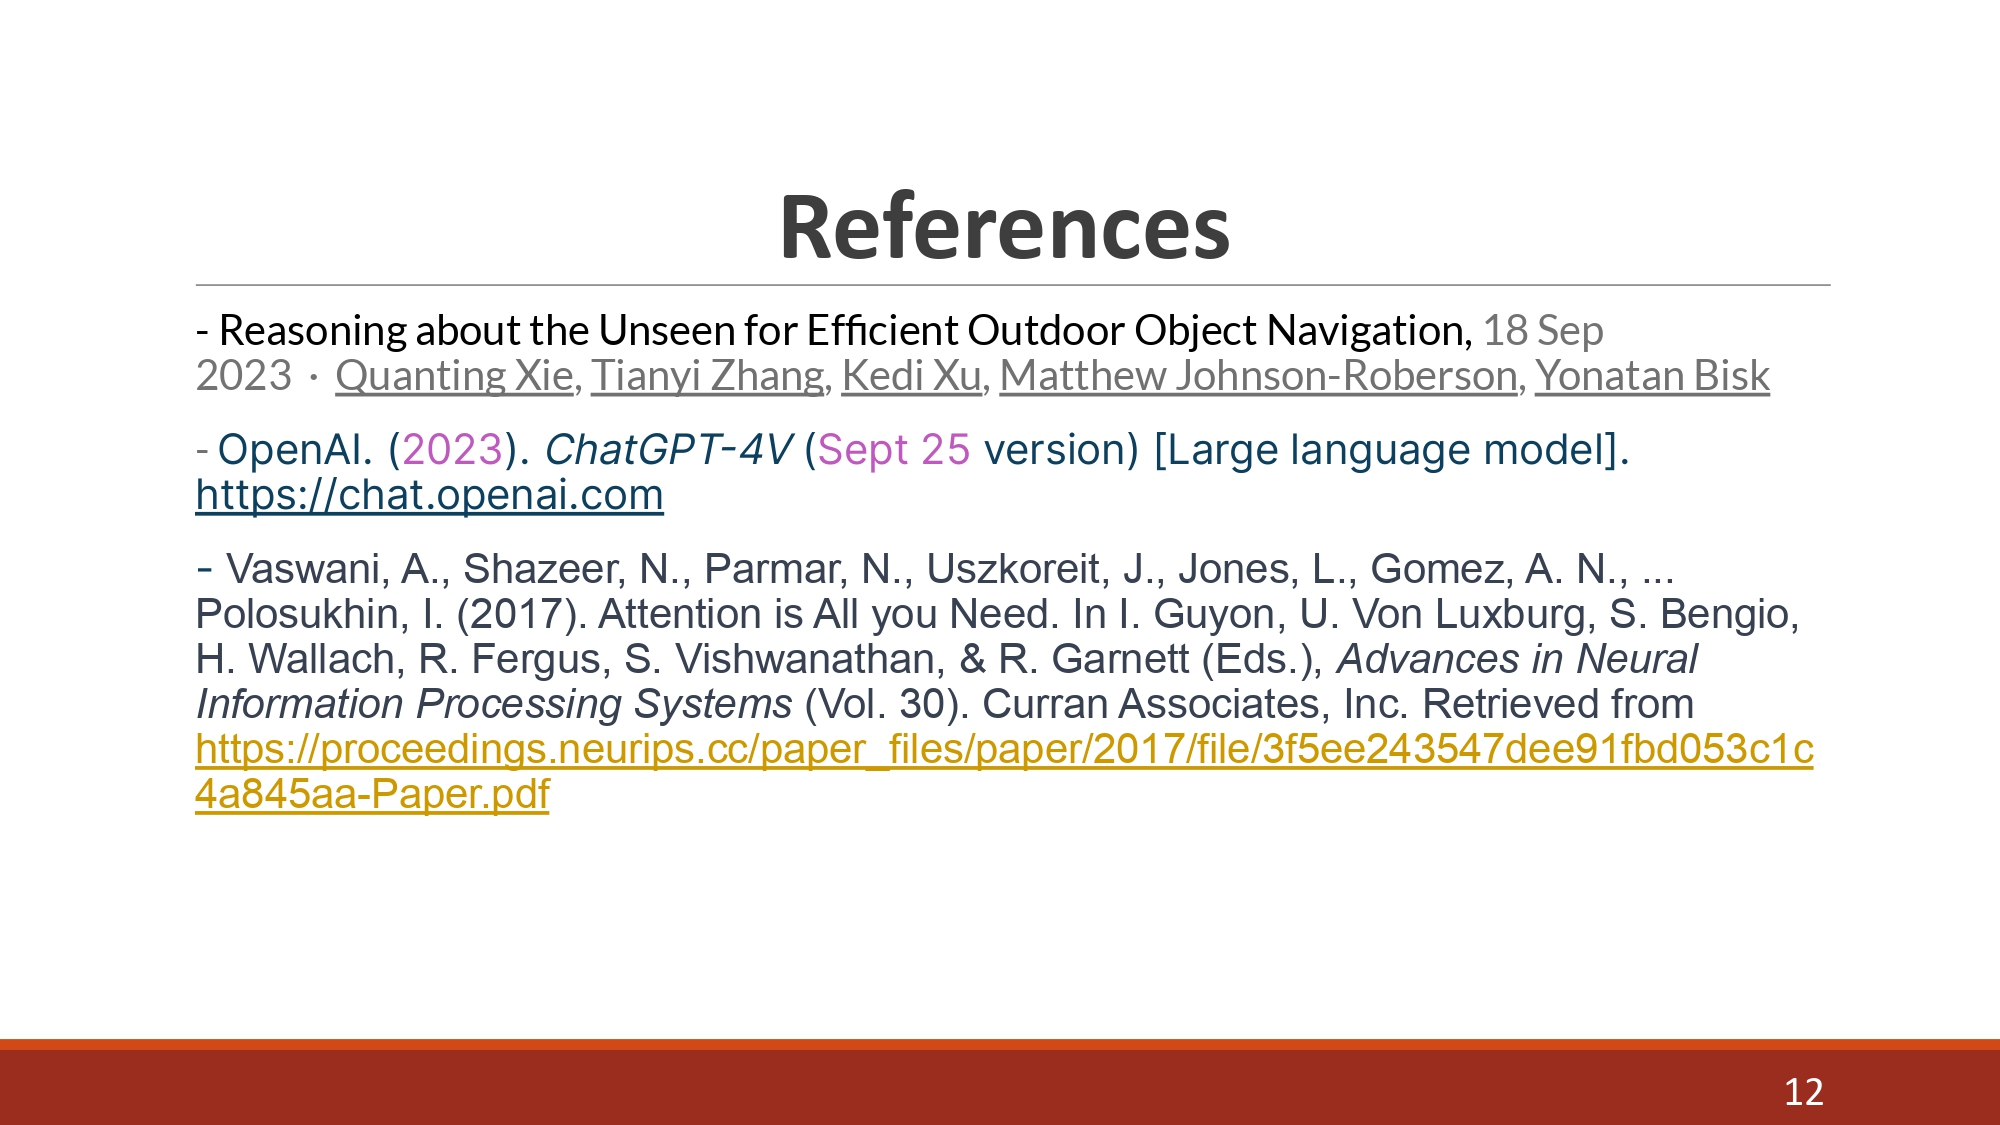 References
- Reasoning about the Unseen for Efficient Outdoor Object Navigation, 18 Sep
2023 · Quanting Xie, Tianyi Zhang, Kedi Xu, Matthew Johnson-Roberson, Yonatan Bisk
- OpenAI. (2023). ChatGPT-4V (Sept 25 version) [Large language model].
https://chat.openai.com
- Vaswani, A., Shazeer, N., Parmar, N., Uszkoreit, J., Jones, L., Gomez, A. N., ...
Polosukhin, I. (2017). Attention is All you Need. In I. Guyon, U. Von Luxburg, S. Bengio,
H. Wallach, R. Fergus, S. Vishwanathan, & R. Garnett (Eds.), Advances in Neural
Information Processing Systems (Vol. 30). Curran Associates, Inc. Retrieved from
https://proceedings.neurips.cc/paper_files/paper/2017/file/3f5ee243547dee91fbd053c1c
4a845aa-Paper.pdf
12